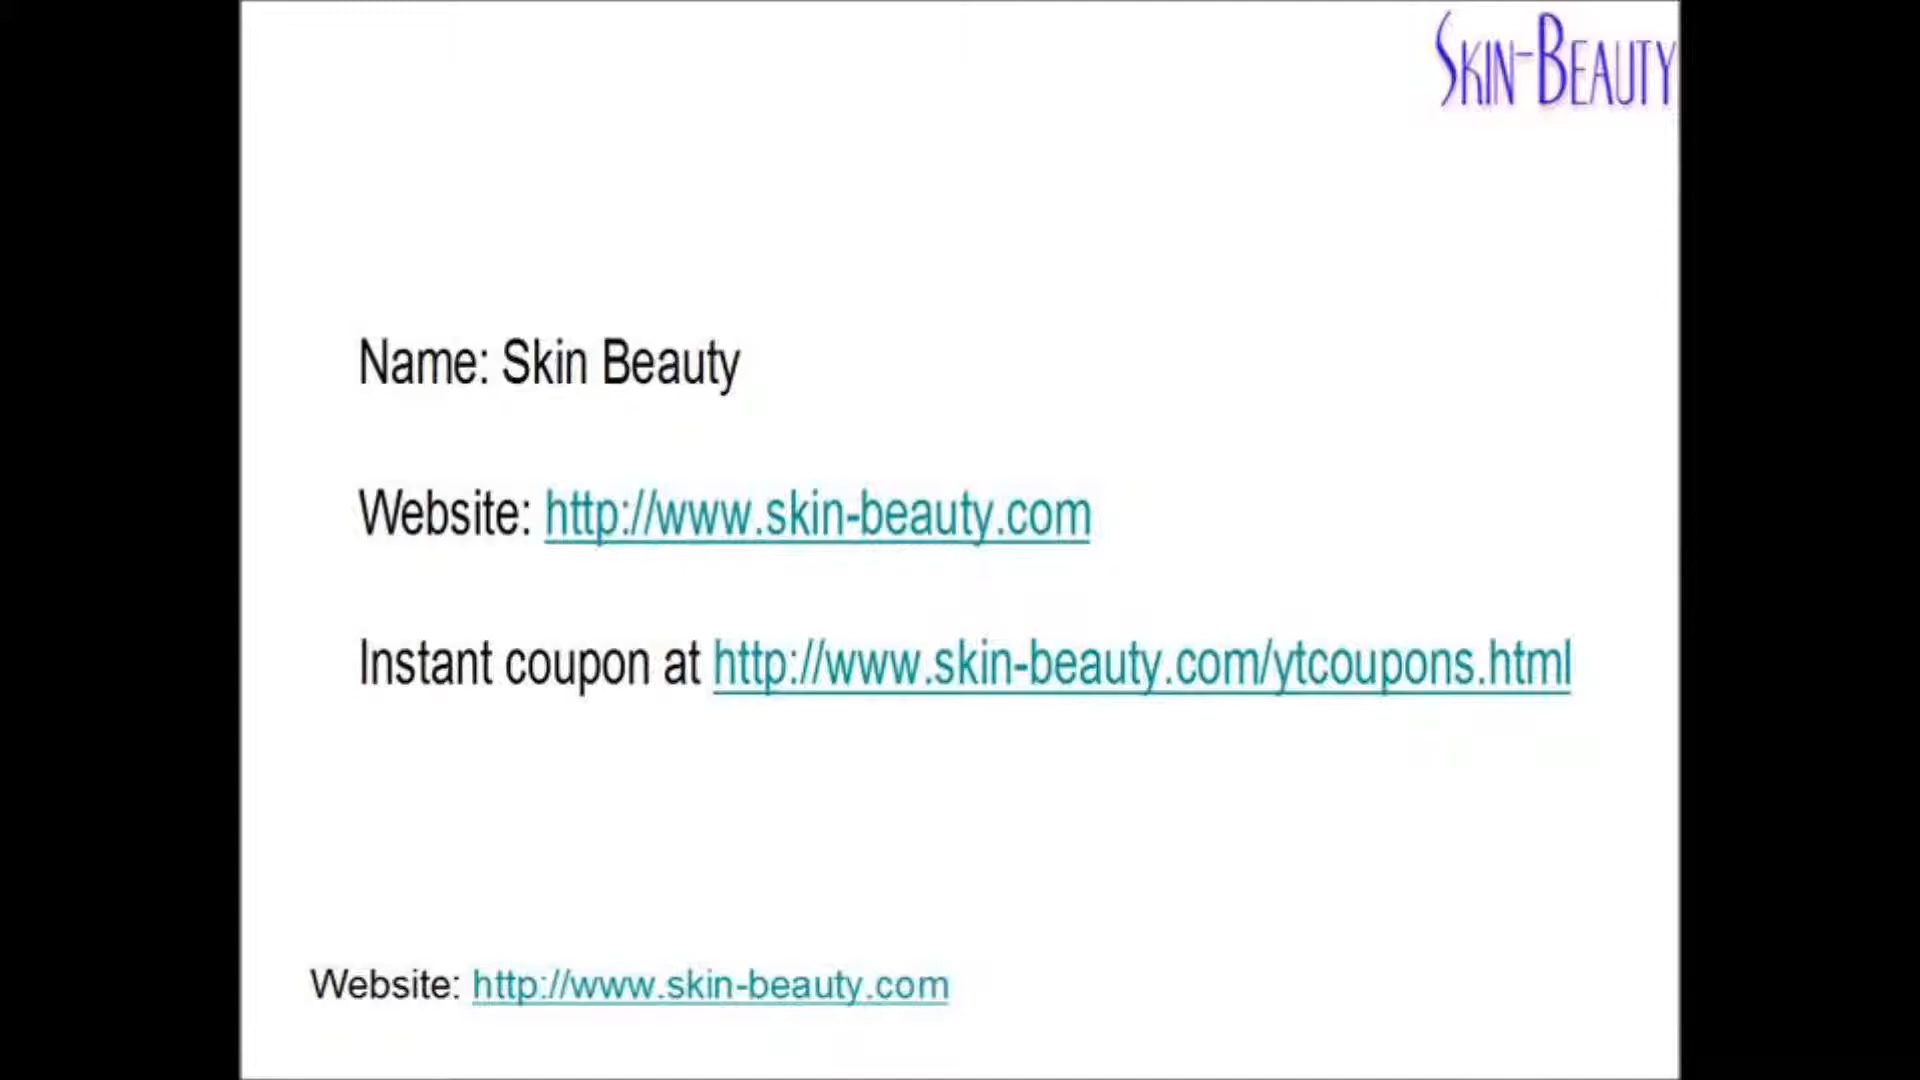 SKIN-BEAUTY
Name: Skin Beauty
Website: http://www.skin-beauty.com
Instant coupon at http://www.skin-beauty.com/ytcoupons.html
Website: http://www.skin-beauty.com